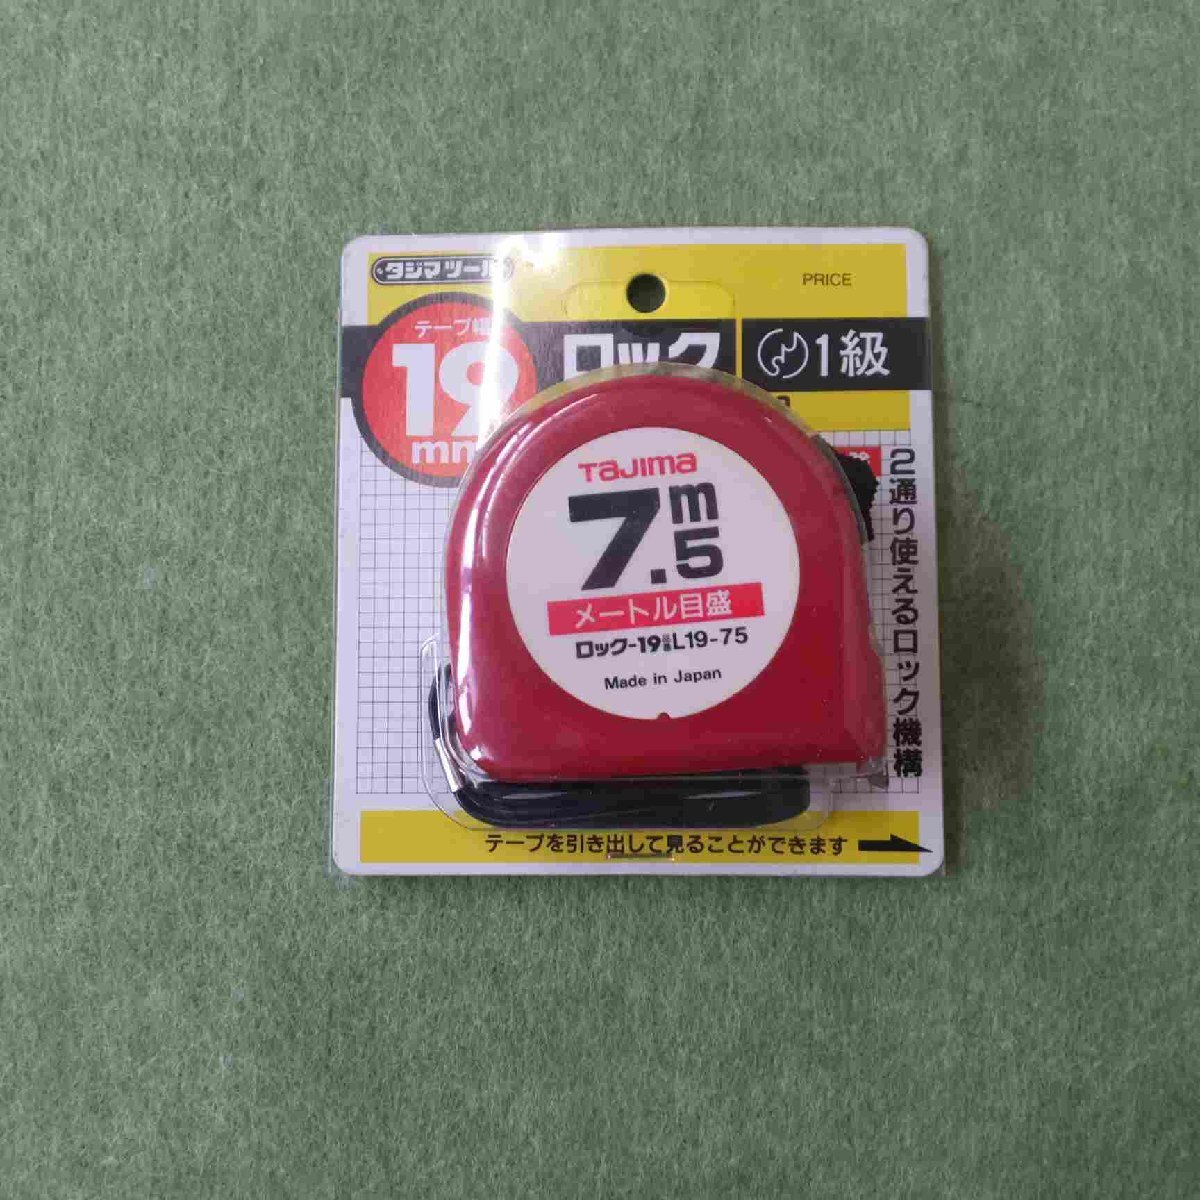 タジマツール
PRICE
テープ幅
19
mm
ロック
1級
TAJIMA
7.5m
メートル目盛
ロック-19 品番 L19-75
Made in Japan
2通り使えるロック機構
テープを引き出して見ることができます